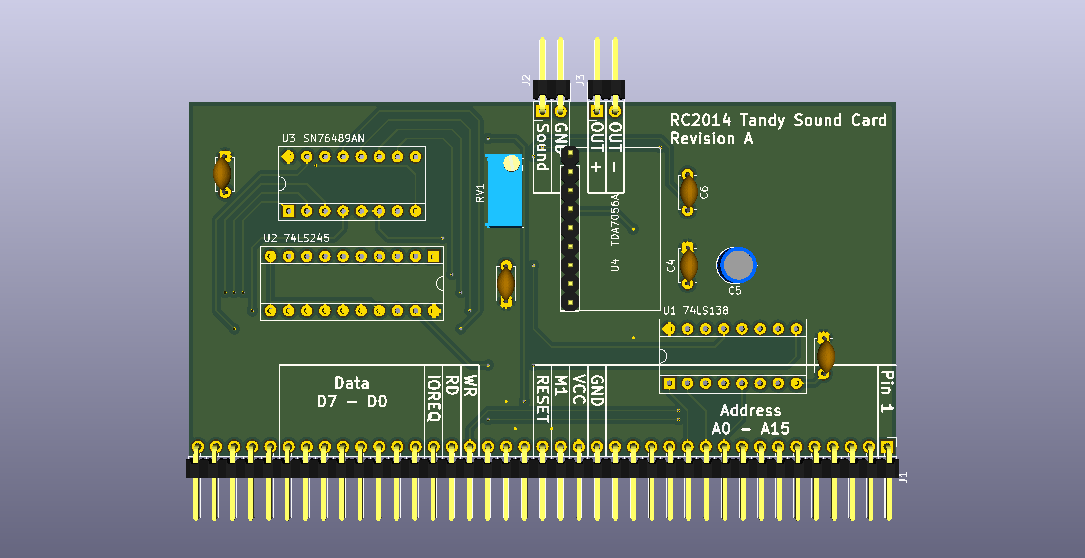 J2
J3
Sound
GND
OUT +
OUT -
RC2014 Tandy Sound Card
Revision A
U3 SN76489AN
RV1
U4 TDA7056A
C6
U2 74LS245
C4
C5
U1 74LS138
Data
D7 - D0
IOREQ
RD
WR
RESET
M1
VCC
GND
Address
A0 - A15
Pin 1
J1